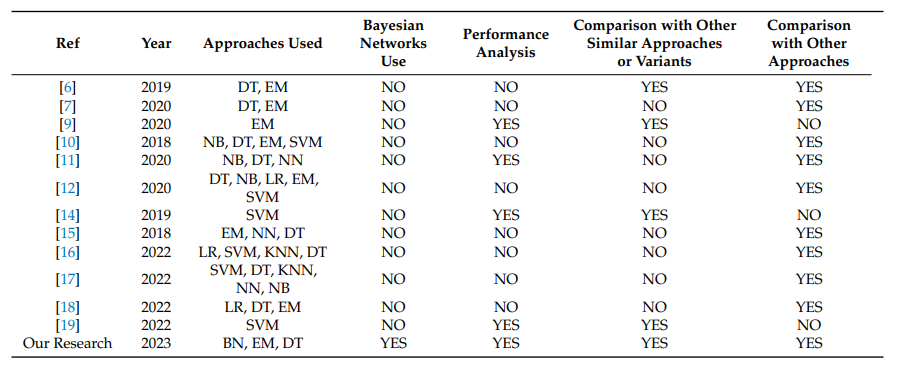 Ref Year Approaches Used Bayesian Networks Use Performance Analysis Comparison with Other Similar Approaches or Variants Comparison with Other Approaches
[6] 2019 DT, EM NO NO YES YES
[7] 2020 DT, EM NO NO NO YES
[9] 2020 EM NO YES YES NO
[10] 2018 NB, DT, EM, SVM NO NO NO YES
[11] 2020 NB, DT, NN NO YES NO YES
[12] 2020 DT, NB, LR, EM, SVM NO NO NO YES
[14] 2019 SVM NO YES YES NO
[15] 2018 EM, NN, DT NO NO NO YES
[16] 2022 LR, SVM, KNN, DT NO NO NO YES
[17] 2022 SVM, DT, KNN, NN, NB NO NO NO YES
[18] 2022 LR, DT, EM NO NO NO YES
[19] 2022 SVM NO YES YES NO
Our Research 2023 BN, EM, DT YES YES YES YES